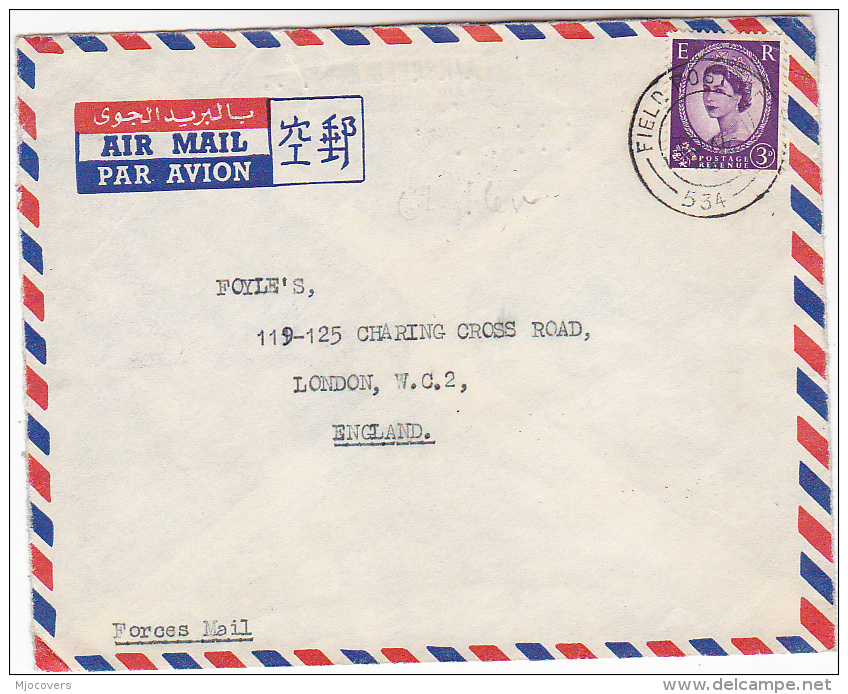 بالبريد الجوى
AIR MAIL
PAR AVION
空郵
E R
POSTAGE
REVENUE
3D
FIELD POST
534
FOYLE'S,
119-125 CHARING CROSS ROAD,
LONDON, W.C.2,
ENGLAND.
Forces Mail
Mjocovers
delcampe.net